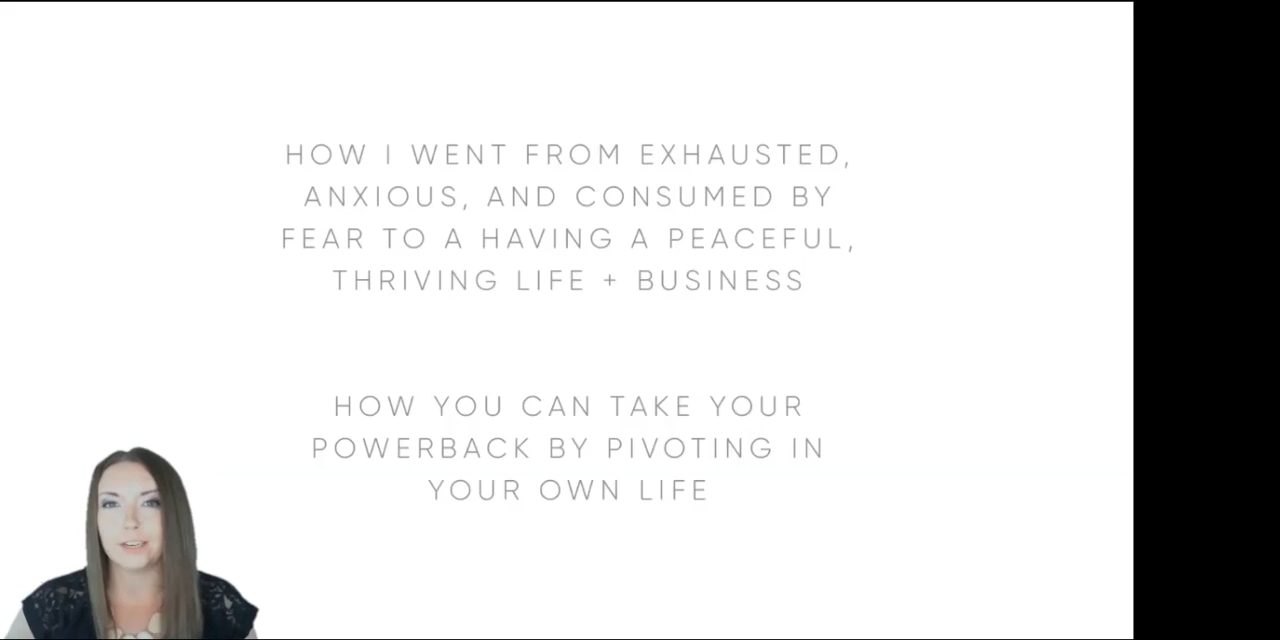 HOW I WENT FROM EXHAUSTED,
ANXIOUS, AND CONSUMED BY
FEAR TO A HAVING A PEACEFUL,
THRIVING LIFE + BUSINESS
HOW YOU CAN TAKE YOUR
POWERBACK BY PIVOTING IN
YOUR OWN LIFE